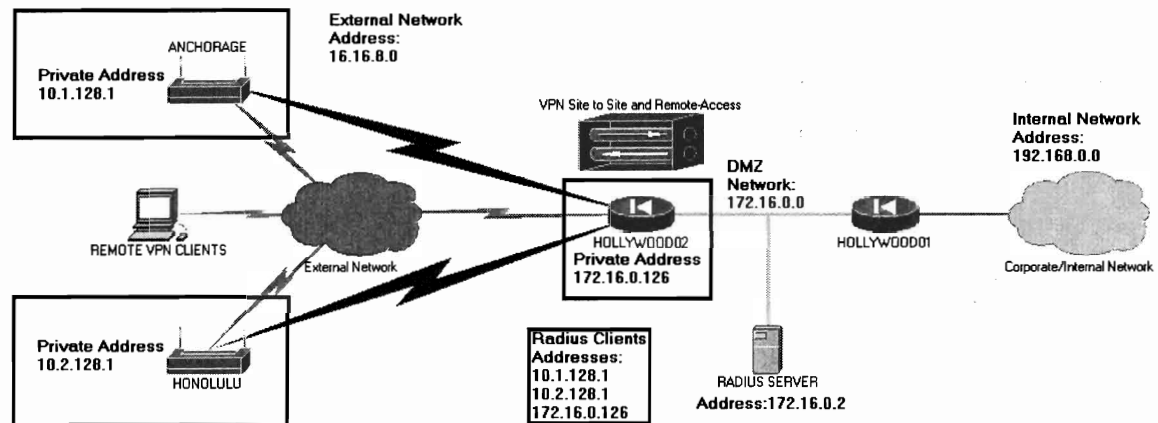 External Network
Address:
16.16.8.0
ANCHORAGE
Private Address
10.1.128.1
VPN Site to Site and Remote-Access
Internal Network
Address:
192.168.0.0
DMZ
Network:
172.16.0.0
REMOTE VPN CLIENTS
External Network
HOLLYWOOD02
Private Address
172.16.0.126
HOLLYWOOD01
Corporate/Internal Network
Private Address
10.2.128.1
HONOLULU
Radius Clients
Addresses:
10.1.128.1
10.2.128.1
172.16.0.126
RADIUS SERVER
Address:172.16.0.2